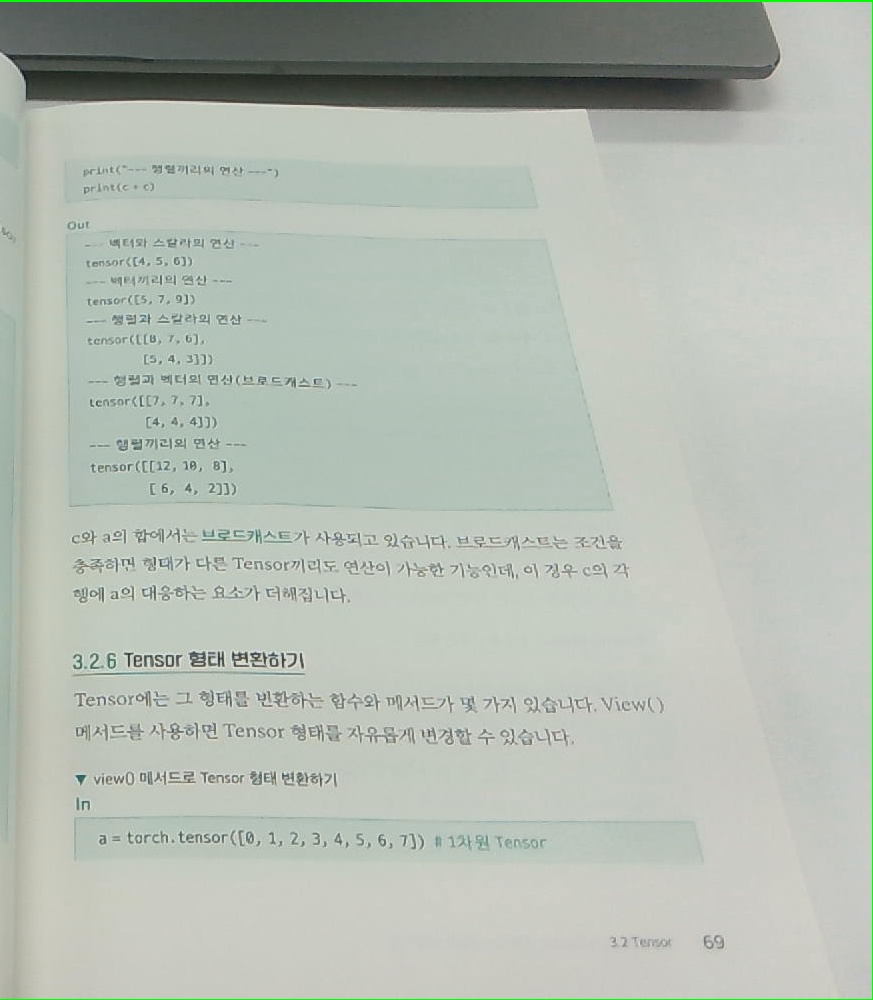 print("--- 행렬끼리의 연산 ---")
print(c + c)
Out
--- 벡터와 스칼라의 연산 ---
tensor([4, 5, 6])
--- 벡터끼리의 연산 ---
tensor([5, 7, 9])
--- 행렬과 스칼라의 연산 ---
tensor([[8, 7, 6],
[5, 4, 3]])
--- 행렬과 벡터의 연산(브로드캐스트) ---
tensor([[7, 7, 7],
[4, 4, 4]])
--- 행렬끼리의 연산 ---
tensor([[12, 10, 8],
[ 6, 4, 2]])
c와 a의 합에서는 브로드캐스트가 사용되고 있습니다. 브로드캐스트는 조건을
충족하면 형태가 다른 Tensor끼리도 연산이 가능한 기능인데, 이 경우 c의 각
행에 a의 대응하는 요소가 더해집니다.
3.2.6 Tensor 형태 변환하기
Tensor에는 그 형태를 변환하는 함수와 메서드가 몇 가지 있습니다. View()
메서드를 사용하면 Tensor 형태를 자유롭게 변경할 수 있습니다.
▼ view() 메서드로 Tensor 형태 변환하기
In
a = torch.tensor([0, 1, 2, 3, 4, 5, 6, 7]) # 1차원 Tensor
3.2 Tensor 69